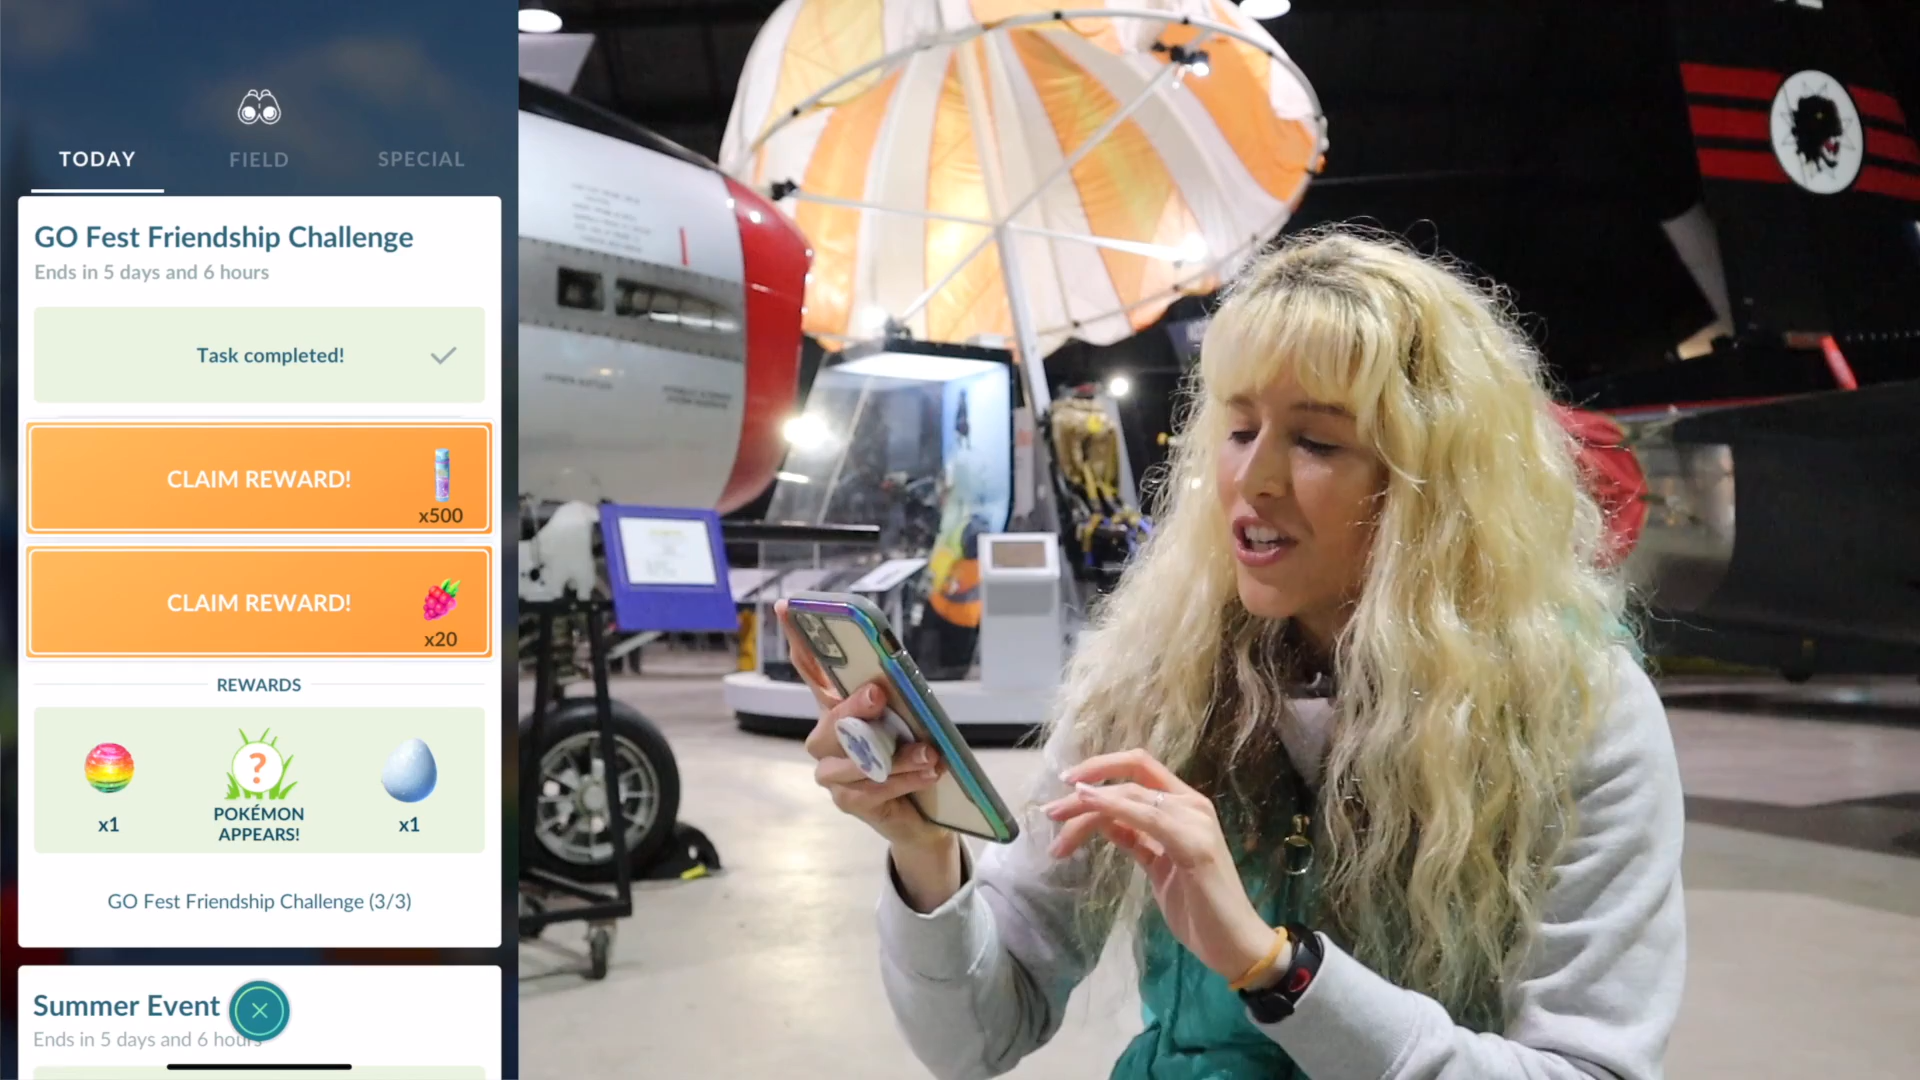 TODAY
FIELD
SPECIAL
GO Fest Friendship Challenge
Ends in 5 days and 6 hours
Task completed!
CLAIM REWARD!
x500
CLAIM REWARD!
x20
REWARDS
x1
POKÉMON
APPEARS!
x1
GO Fest Friendship Challenge (3/3)
Summer Event
Ends in 5 days and 6 hours